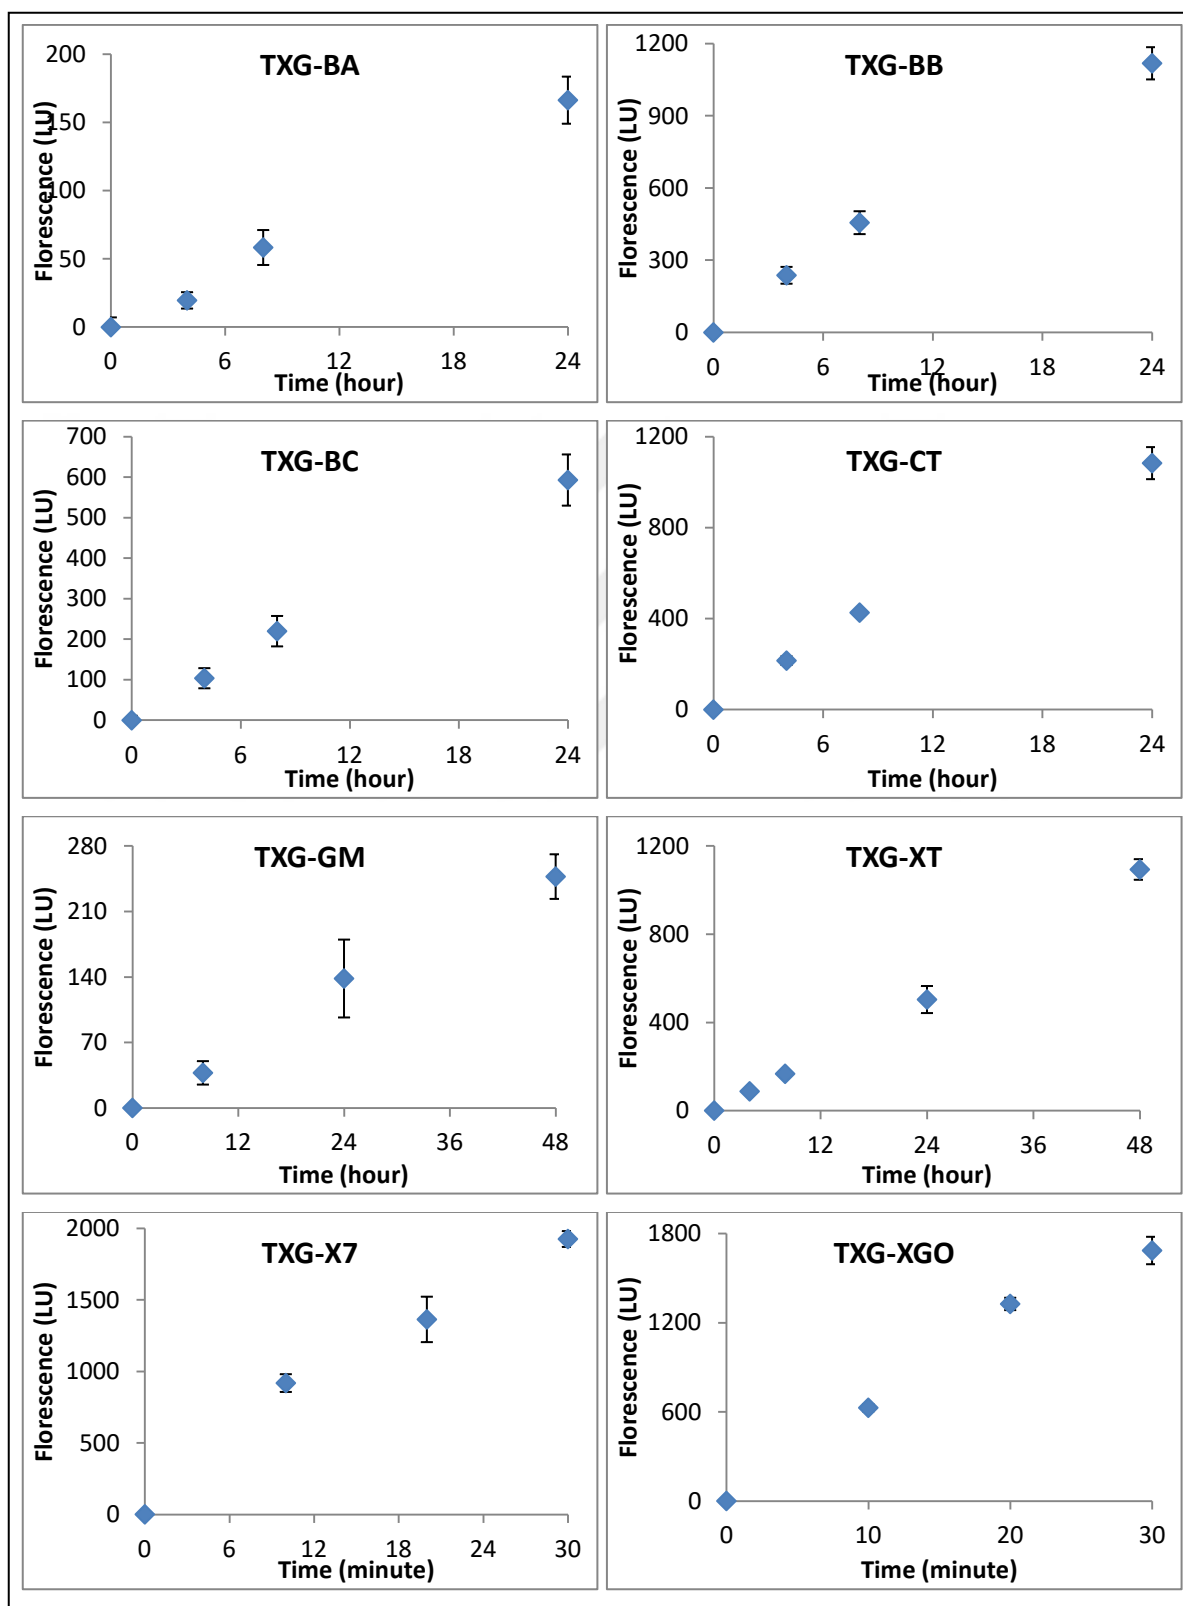 TXG-BA
Florescence (LU)
200
150
100
50
0
0 6 12 18 24
Time (hour)
TXG-BB
Florescence (LU)
1200
900
600
300
0
0 6 12 18 24
Time (hour)
TXG-BC
Florescence (LU)
700
600
500
400
300
200
100
0
0 6 12 18 24
Time (hour)
TXG-CT
Florescence (LU)
1200
800
400
0
0 6 12 18 24
Time (hour)
TXG-GM
Florescence (LU)
280
210
140
70
0
0 12 24 36 48
Time (hour)
TXG-XT
Florescence (LU)
1200
800
400
0
0 12 24 36 48
Time (hour)
TXG-X7
Florescence (LU)
2000
1500
1000
500
0
0 6 12 18 24 30
Time (minute)
TXG-XGO
Florescence (LU)
1800
1200
600
0
0 10 20 30
Time (minute)